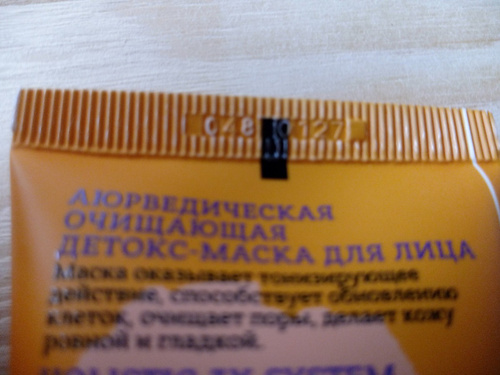 048 0127
АЮРВЕДИЧЕСКАЯ
ОЧИЩАЮЩАЯ
ДЕТОКС-МАСКА ДЛЯ ЛИЦА
Маска оказывает тонизирующее
действие, способствует обновлению
клеток, очищает поры, делает кожу
ровной и гладкой.
SYSTEM